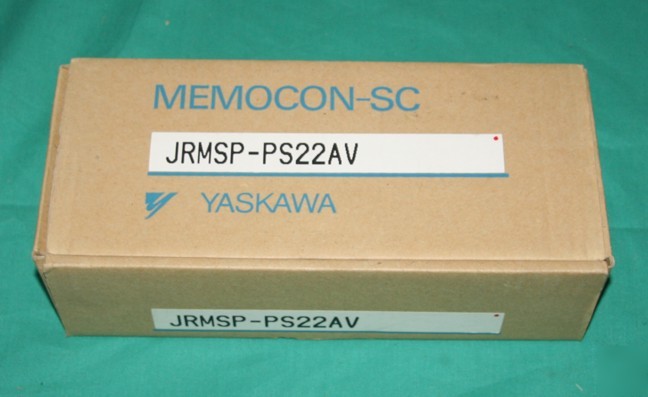 MEMOCON-SC
JRMSP-PS22AV
YASKAWA
JRMSP-PS22AV